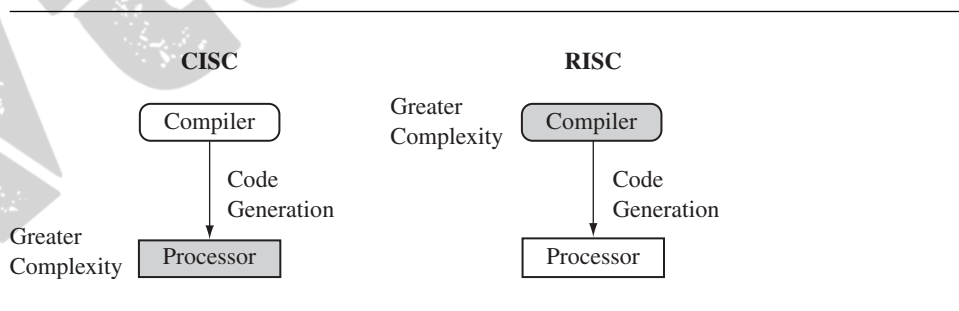 CISC
Compiler
Code
Generation
Greater
Complexity
Processor
RISC
Greater
Complexity
Compiler
Code
Generation
Processor